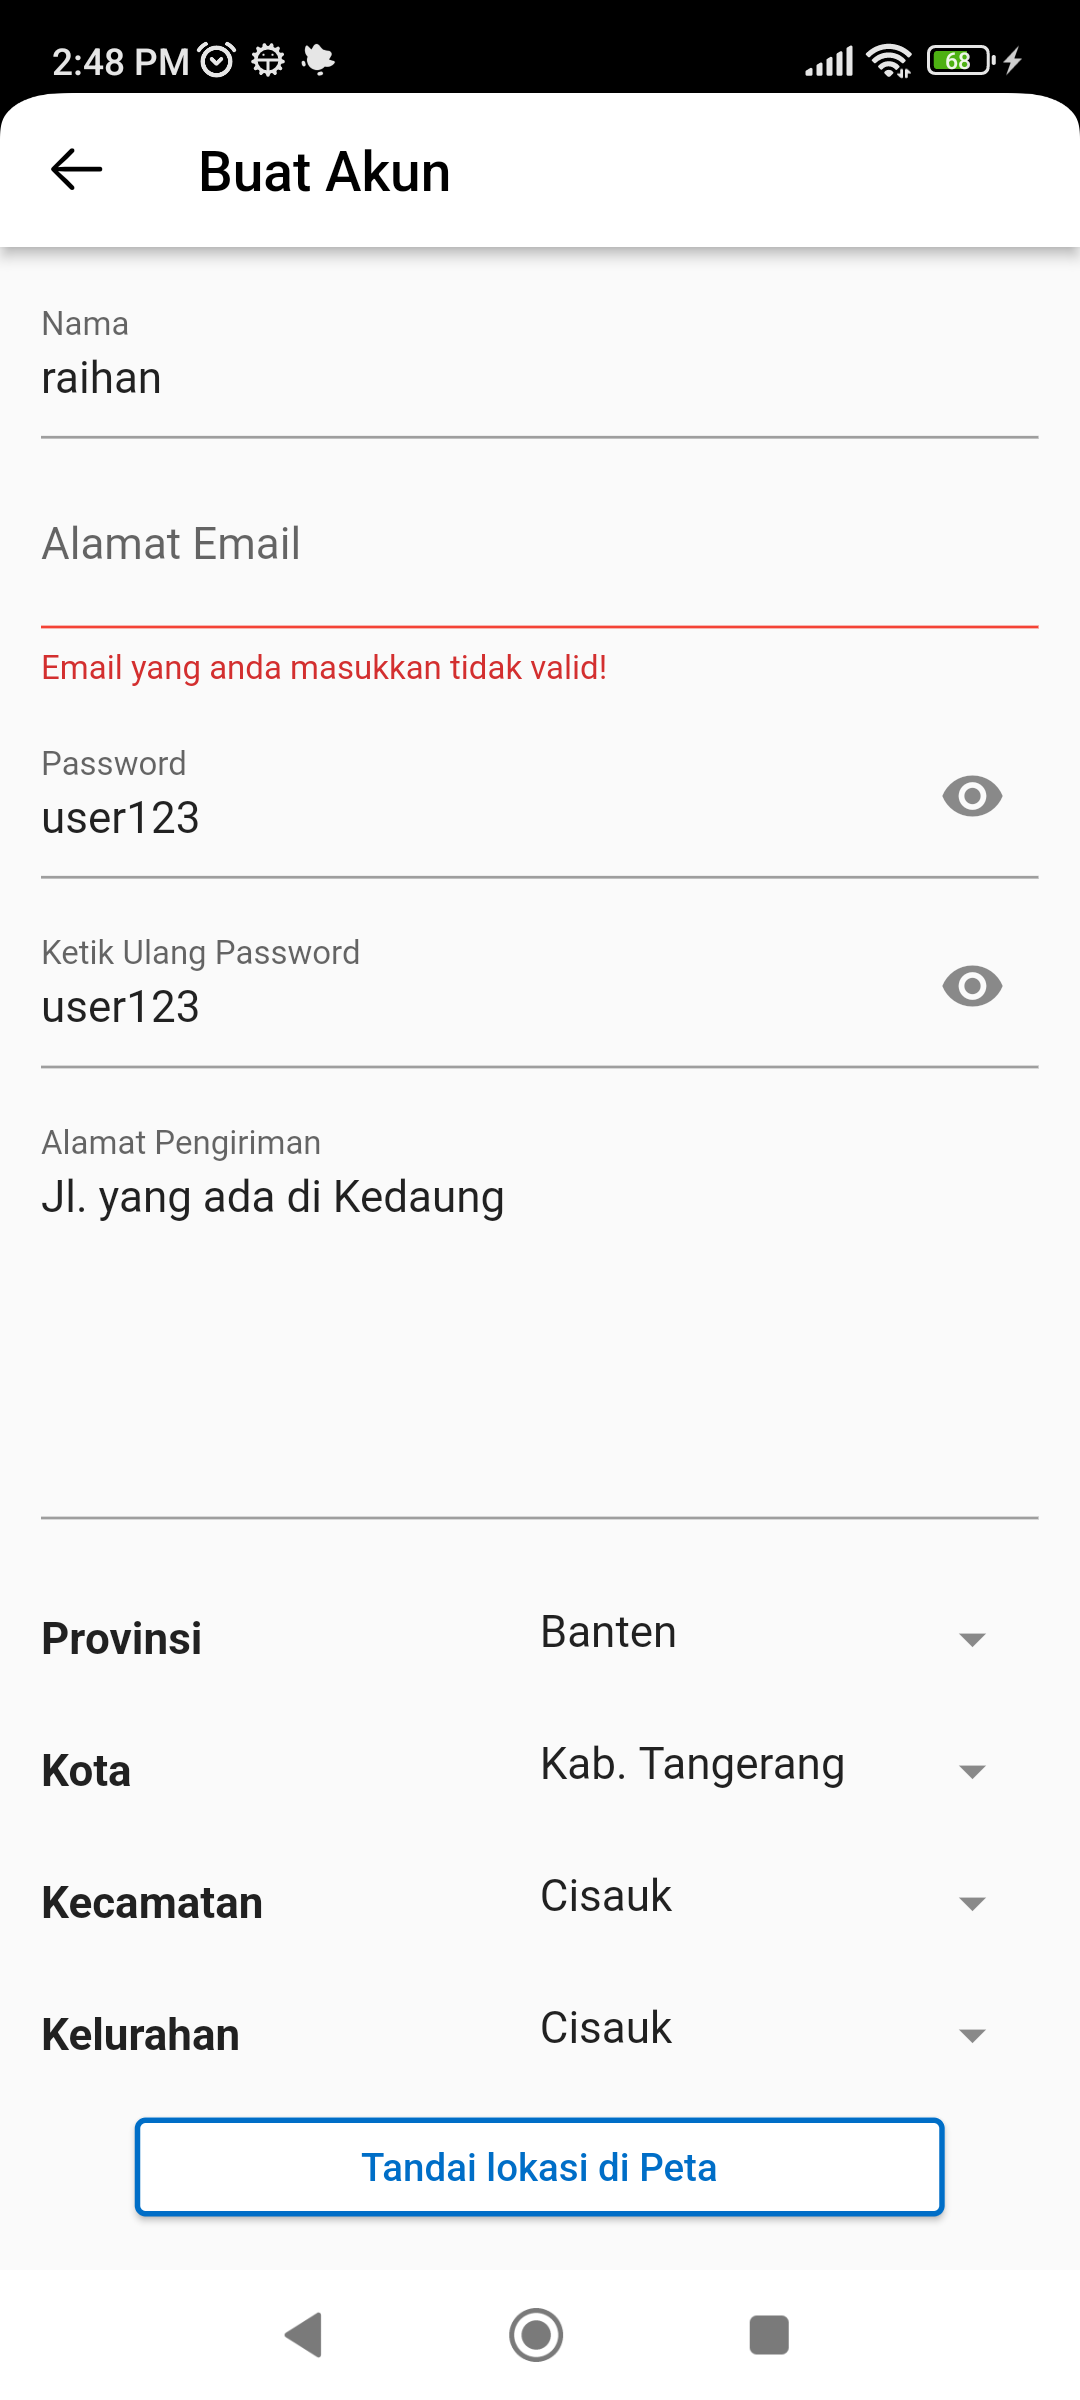 2:48 PM
68
Buat Akun
Nama
raihan
Alamat Email
Email yang anda masukkan tidak valid!
Password
user123
Ketik Ulang Password
user123
Alamat Pengiriman
Jl. yang ada di Kedaung
Provinsi Banten
Kota Kab. Tangerang
Kecamatan Cisauk
Kelurahan Cisauk
Tandai lokasi di Peta